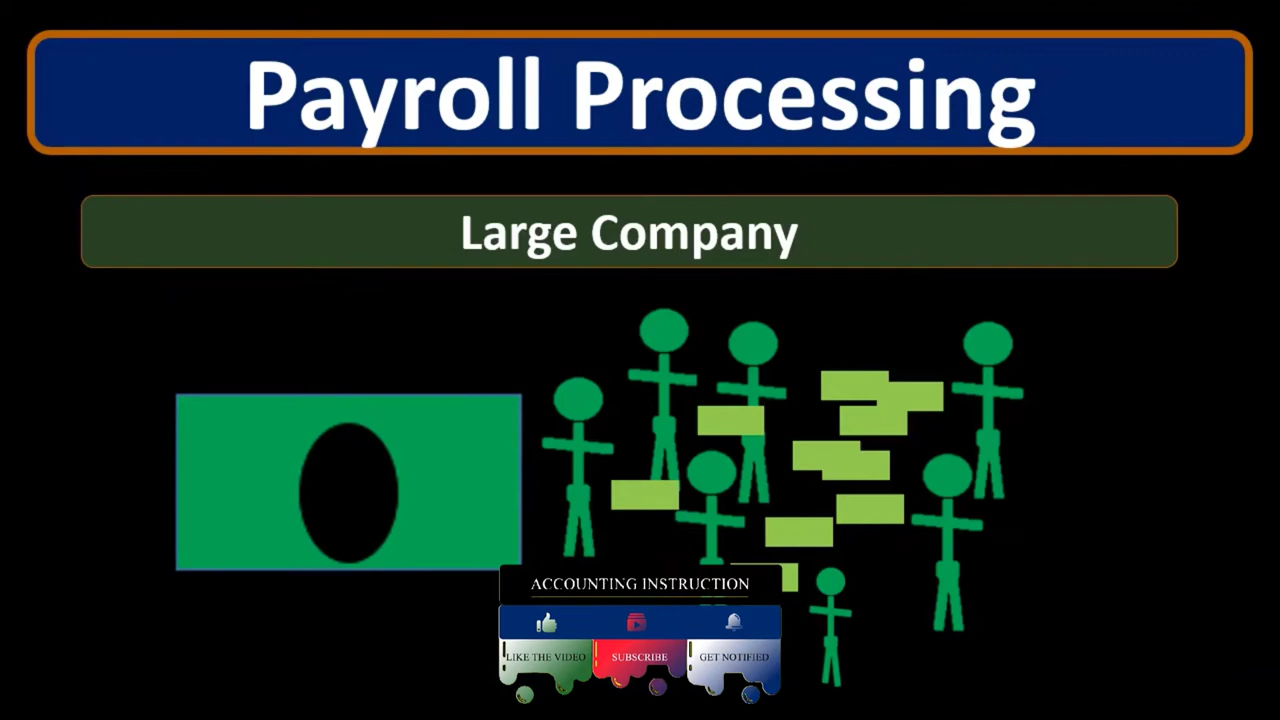 Payroll Processing
Large Company
ACCOUNTING INSTRUCTION
LIKE THE VIDEO
SUBSCRIBE
GET NOTIFIED